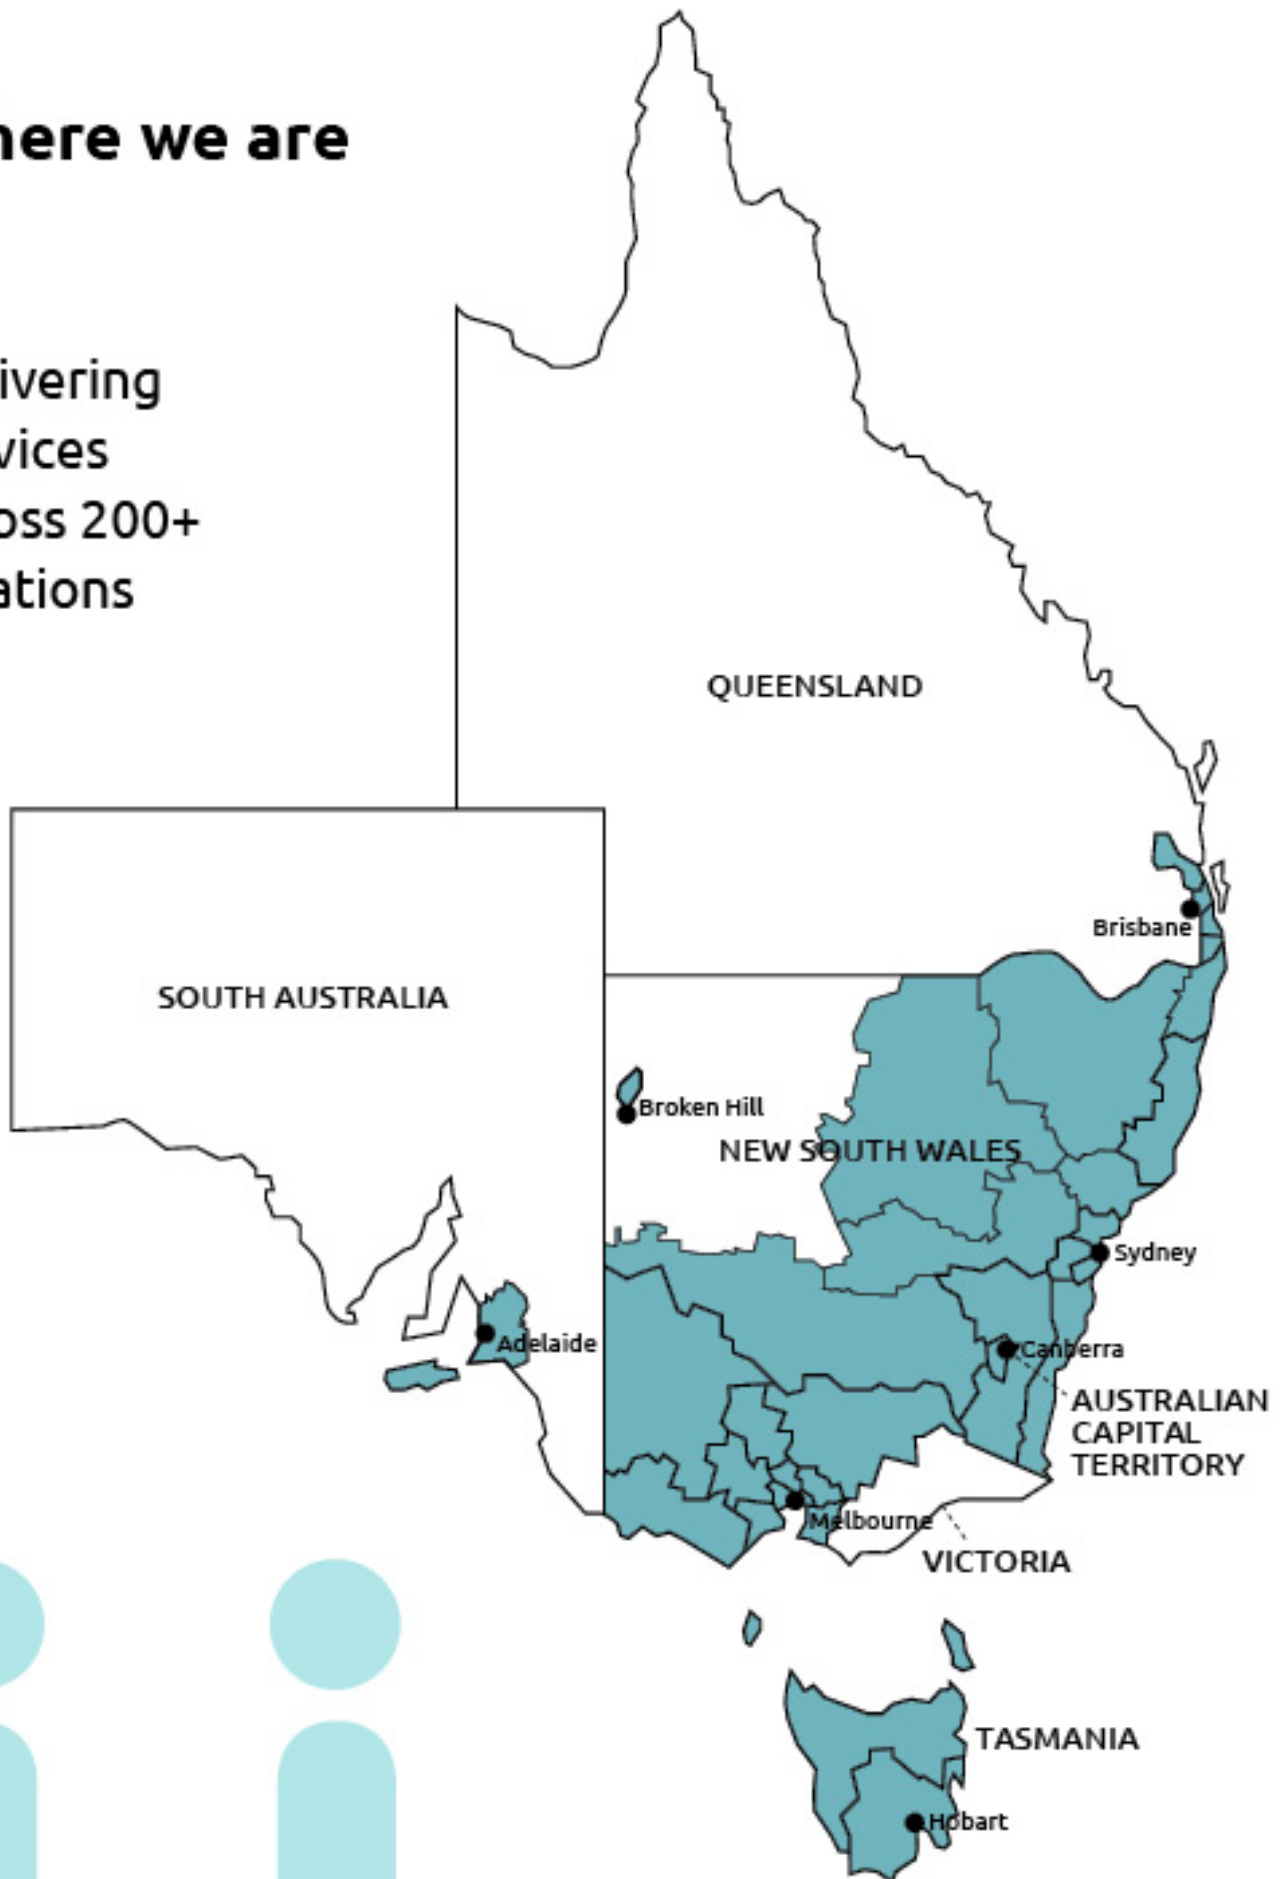 here we are
ivering
vices
oss 200+
ations
QUEENSLAND
Brisbane
SOUTH AUSTRALIA
Broken Hill
NEW SOUTH WALES
Sydney
Adelaide
Canberra
AUSTRALIAN
CAPITAL
TERRITORY
Melbourne
VICTORIA
TASMANIA
Hobart